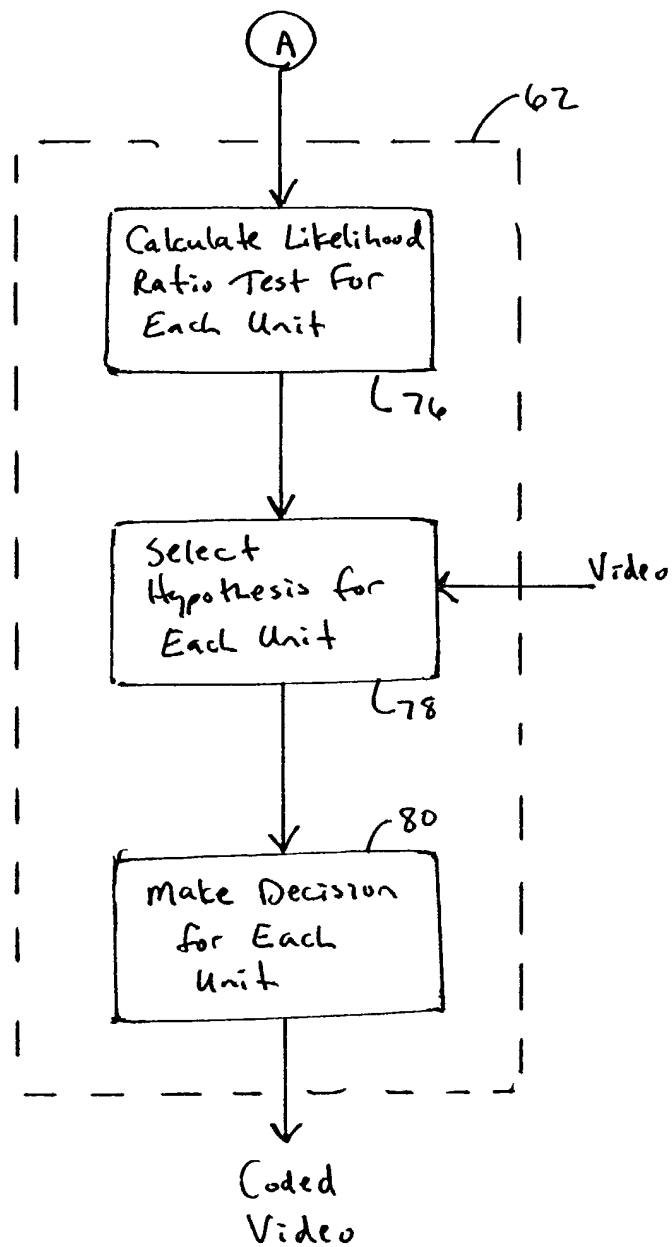 A
62
Calculate Likelihood
Ratio Test For
Each Unit
76
Select
Hypothesis for
Each Unit
Video
78
80
Make Decision
for Each
Unit
Coded
Video